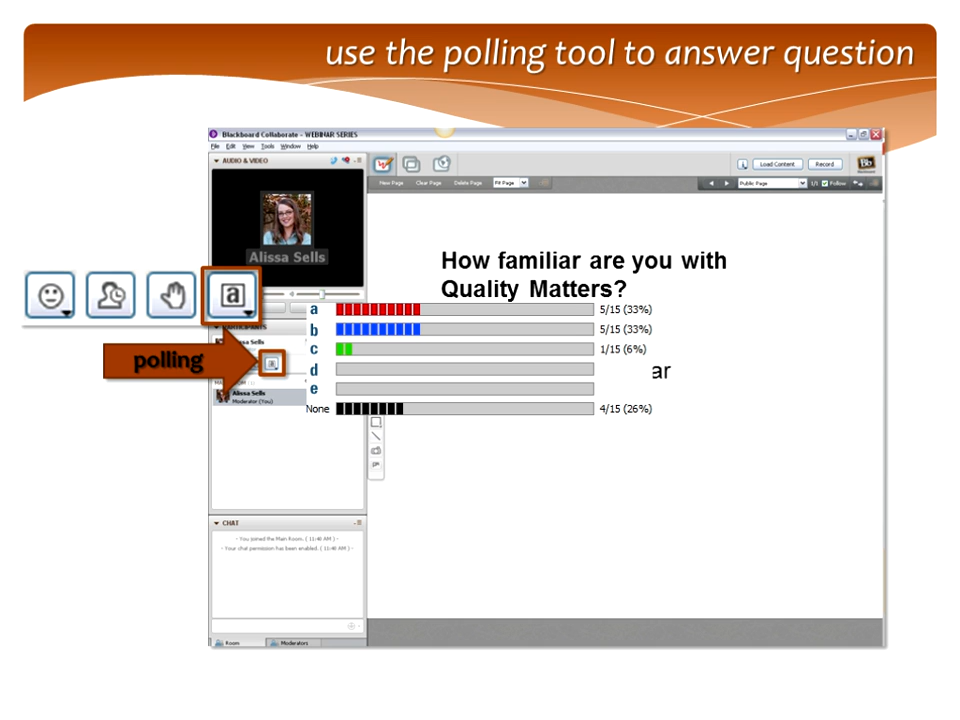 use the polling tool to answer question
Blackboard Collaborate - WEBINAR SERIES
File Edit View Tools Window Help
AUDIO & VIDEO
Load Content
Record
Bb
New Page Clear Page Delete Page Fit Page
Public Page
1/1 Follow
Alissa Sells
How familiar are you with
Quality Matters?
a 5/15 (33%)
b 5/15 (33%)
c 1/15 (6%)
d
e
ar
None 4/15 (26%)
a
polling
PARTICIPANTS
Alissa Sells
a
Alissa Sells
Moderator (You)
CHAT
- You joined the Main Room. ( 11:40 AM ) -
- Your chat permission has been enabled. ( 11:40 AM ) -
Room
Moderators